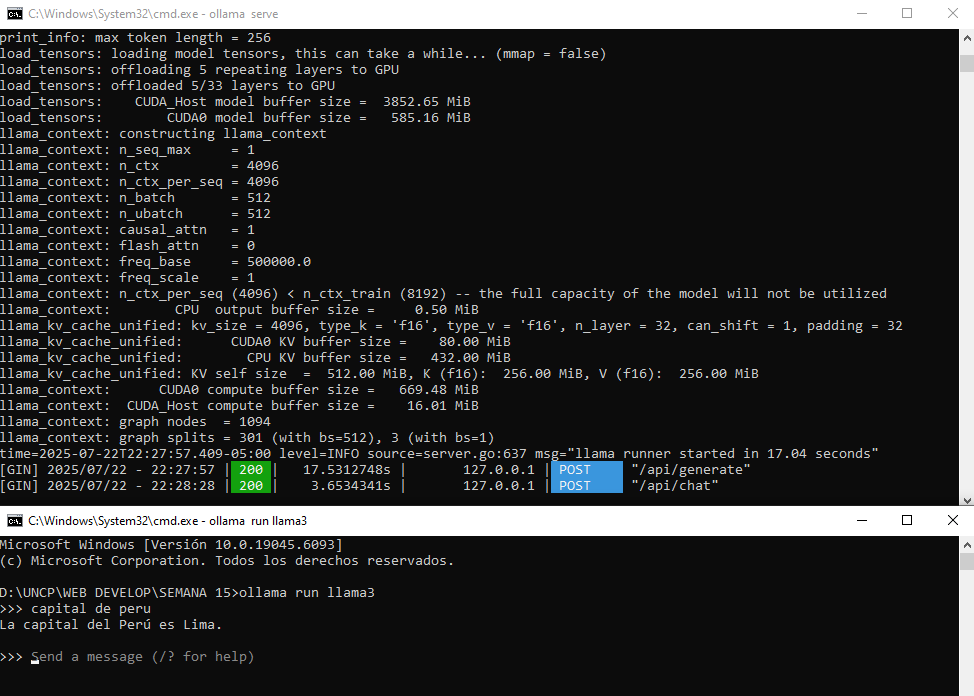 C:\Windows\System32\cmd.exe - ollama serve
print_info: max token length = 256
load_tensors: loading model tensors, this can take a while... (mmap = false)
load_tensors: offloading 5 repeating layers to GPU
load_tensors: offloaded 5/33 layers to GPU
load_tensors:    CUDA_Host model buffer size =  3852.65 MiB
load_tensors:        CUDA0 model buffer size =   585.16 MiB
llama_context: constructing llama_context
llama_context: n_seq_max     = 1
llama_context: n_ctx         = 4096
llama_context: n_ctx_per_seq = 4096
llama_context: n_batch       = 512
llama_context: n_ubatch      = 512
llama_context: causal_attn   = 1
llama_context: flash_attn    = 0
llama_context: freq_base     = 500000.0
llama_context: freq_scale    = 1
llama_context: n_ctx_per_seq (4096) < n_ctx_train (8192) -- the full capacity of the model will not be utilized
llama_context:        CPU  output buffer size =     0.50 MiB
llama_kv_cache_unified: kv_size = 4096, type_k = 'f16', type_v = 'f16', n_layer = 32, can_shift = 1, padding = 32
llama_kv_cache_unified:      CUDA0 KV buffer size =    80.00 MiB
llama_kv_cache_unified:        CPU KV buffer size =   432.00 MiB
llama_kv_cache_unified: KV self size  =  512.00 MiB, K (f16):  256.00 MiB, V (f16):  256.00 MiB
llama_context:      CUDA0 compute buffer size =   669.48 MiB
llama_context:  CUDA_Host compute buffer size =    16.01 MiB
llama_context: graph nodes  = 1094
llama_context: graph splits = 301 (with bs=512), 3 (with bs=1)
time=2025-07-22T22:27:57.409-05:00 level=INFO source=server.go:637 msg="llama runner started in 17.04 seconds"
[GIN] 2025/07/22 - 22:27:57 | 200 |   17.5312748s |       127.0.0.1 | POST     "/api/generate"
[GIN] 2025/07/22 - 22:28:28 | 200 |    3.6534341s |       127.0.0.1 | POST     "/api/chat"
C:\Windows\System32\cmd.exe - ollama run llama3
Microsoft Windows [Versión 10.0.19045.6093]
(c) Microsoft Corporation. Todos los derechos reservados.
D:\UNCP\WEB DEVELOP\SEMANA 15>ollama run llama3
>>> capital de peru
La capital del Perú es Lima.
>>> Send a message (/? for help)